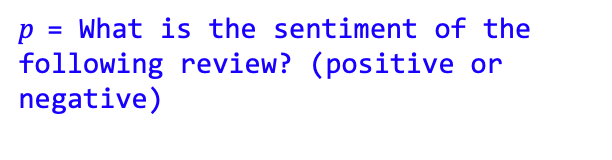 p = What is the sentiment of the
following review? (positive or
negative)